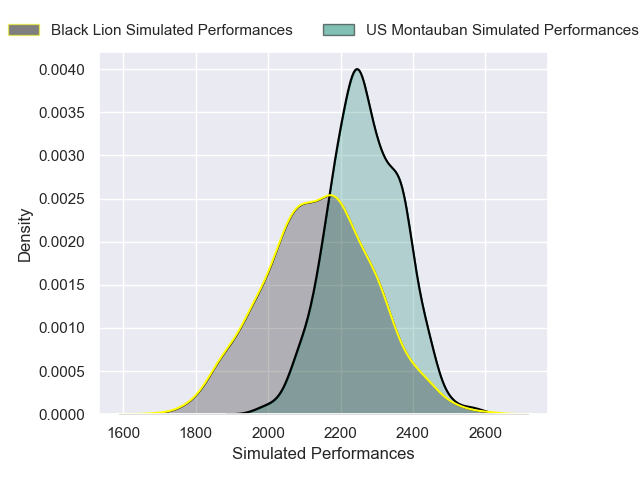 Black Lion Simulated Performances US Montauban Simulated Performances
0.0040
0.0035
0.0030
0.0025
0.0020
0.0015
0.0010
0.0005
0.0000
Density
1600 1800 2000 2200 2400 2600
Simulated Performances